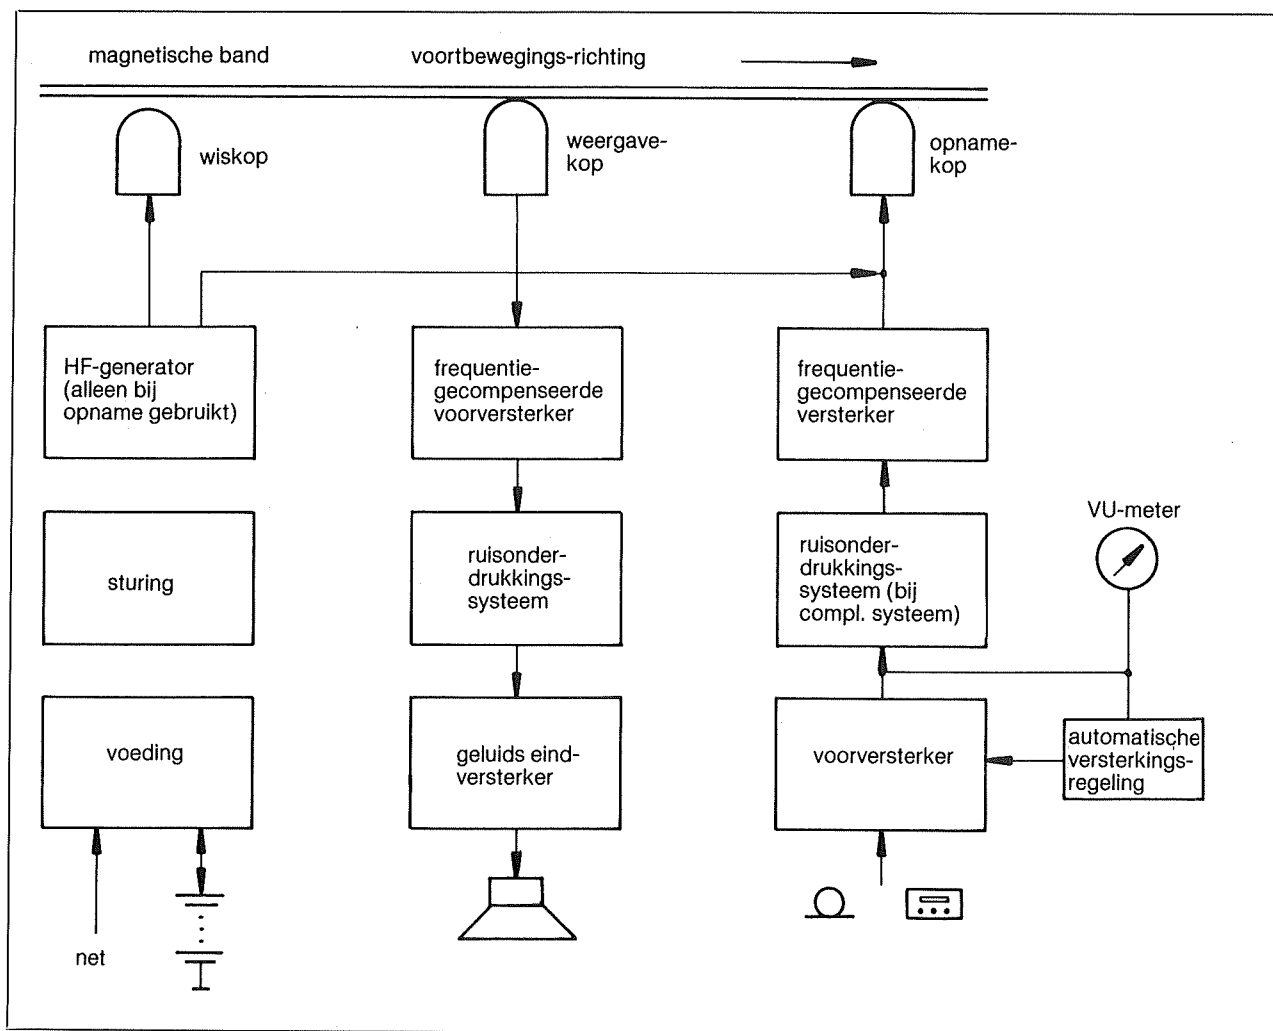 magnetische band
voortbewegings-richting
wiskop
weergave-
kop
opname-
kop
HF-generator
(alleen bij
opname gebruikt)
frequentie-
gecompenseerde
voorversterker
frequentie-
gecompenseerde
versterker
sturing
ruisonder-
drukkings-
systeem
ruisonder-
drukkings-
systeem (bij
compl. systeem)
VU-meter
voeding
geluids eind-
versterker
voorversterker
automatische
versterkings-
regeling
net